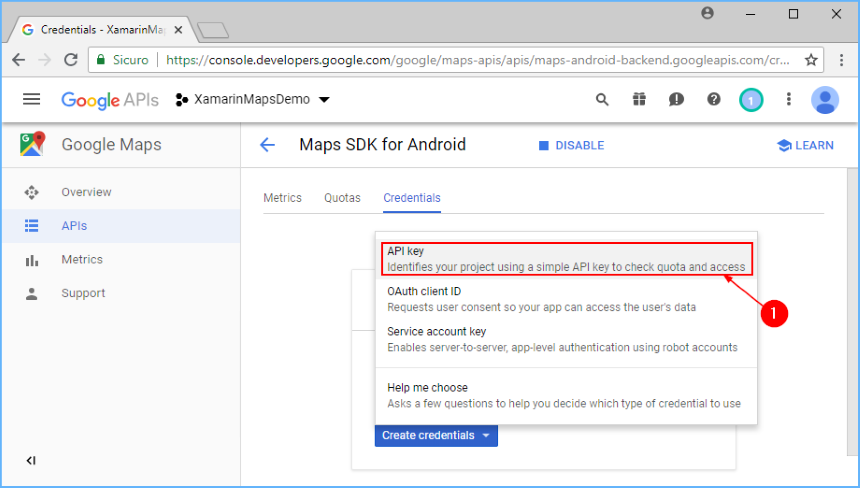 Credentials - XamarinMap
Sicuro
https://console.developers.google.com/google/maps-apis/apis/maps-android-backend.googleapis.com/cr...
Google APIs
XamarinMapsDemo
1
Google Maps
Maps SDK for Android
DISABLE
LEARN
Overview
APIs
Metrics
Support
Metrics
Quotas
Credentials
API key
Identifies your project using a simple API key to check quota and access
OAuth client ID
Requests user consent so your app can access the user's data
Service account key
Enables server-to-server, app-level authentication using robot accounts
Help me choose
Asks a few questions to help you decide which type of credential to use
Create credentials
1